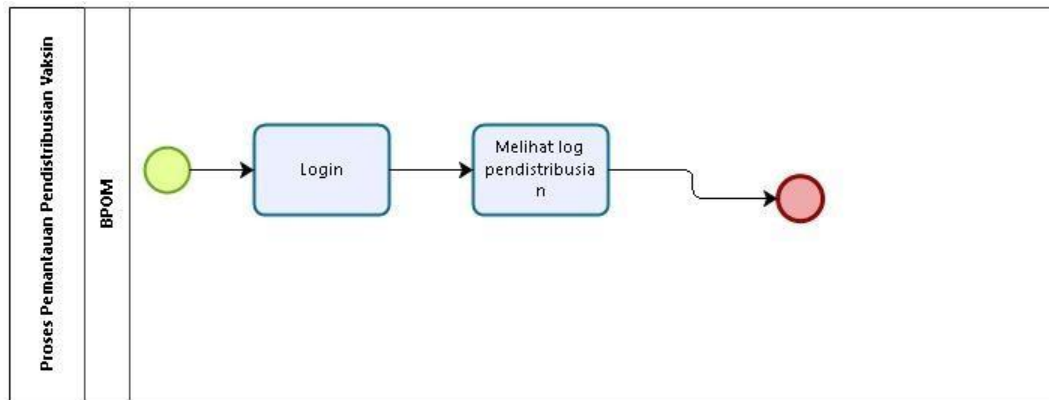 Proses Pemantauan Pendistribusian Vaksin
BPOM
Login
Melihat log
pendistribusia
n